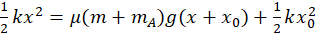 ½kx² = μ(m + m_A)g(x + x₀) + ½kx₀²